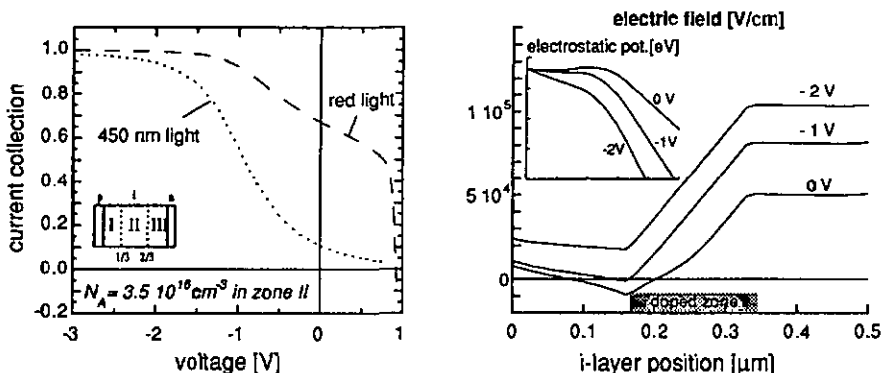 1.0
0.8
0.6
0.4
0.2
0.0
-0.2
current collection
-3
-2
-1
0
1
voltage [V]
red light
450 nm light
p
i
n
I
II
III
1/3
2/3
N_A = 3.5 10^16 cm^-3 in zone II
electric field [V/cm]
electrostatic pot.[eV]
0 V
-1V
-2V
1 10^5
5 10^4
0
- 2 V
- 1 V
0 V
doped zone
0
0.1
0.2
0.3
0.4
0.5
i-layer position [µm]